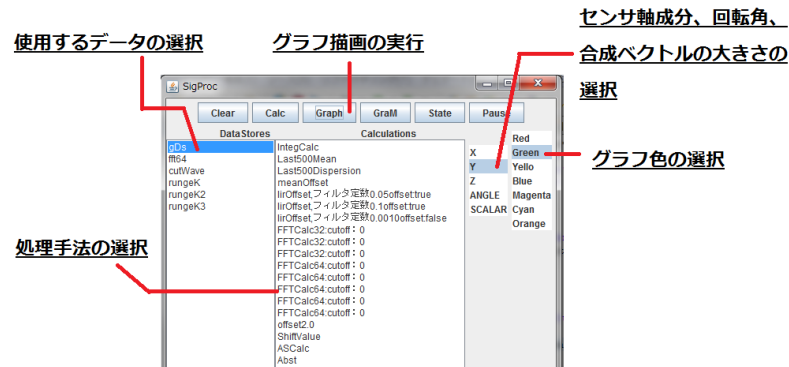 センサ軸成分、回転角、
合成ベクトルの大きさの
選択
使用するデータの選択
グラフ描画の実行
SigProc
Clear Calc Graph GraM State Pause
DataStores Calculations
gDs
fft64
cutWave
rungeK
rungeK2
rungeK3
IntegCalc
Last500Mean
Last500Dispersion
meanOffset
IirOffset,フィルタ定数0.05offset:true
IirOffset,フィルタ定数0.1offset:true
IirOffset,フィルタ定数0.0010offset:false
FFTCalc32:cutoff：0
FFTCalc32:cutoff：0
FFTCalc32:cutoff：0
FFTCalc64:cutoff：0
FFTCalc64:cutoff：0
FFTCalc64:cutoff：0
FFTCalc64:cutoff：0
FFTCalc64:cutoff：0
offset2.0
ShiftValue
ASCalc
Abst
X
Y
Z
ANGLE
SCALAR
Red
Green
Yello
Blue
Magenta
Cyan
Orange
グラフ色の選択
処理手法の選択